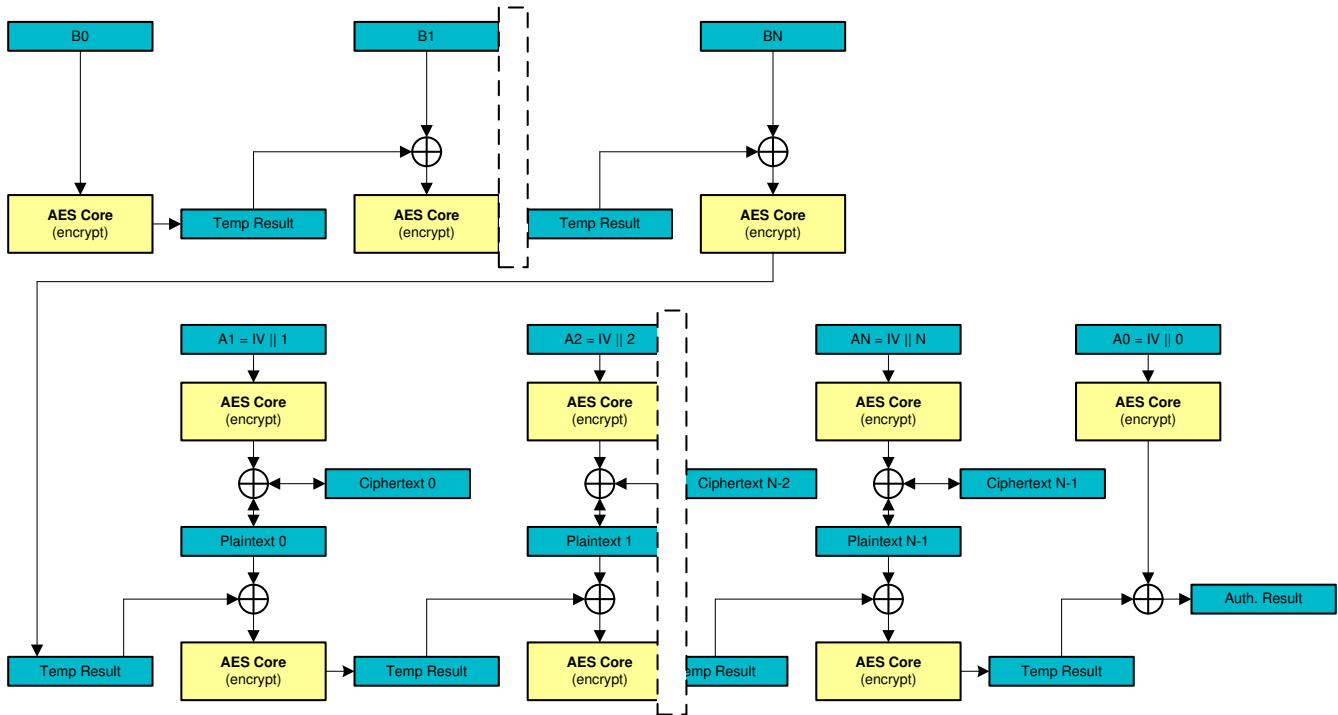 B0
B1
BN
AES Core
(encrypt)
Temp Result
AES Core
(encrypt)
Temp Result
AES Core
(encrypt)
A1 = IV || 1
A2 = IV || 2
AN = IV || N
A0 = IV || 0
AES Core
(encrypt)
AES Core
(encrypt)
AES Core
(encrypt)
AES Core
(encrypt)
Ciphertext 0
Ciphertext N-2
Ciphertext N-1
Plaintext 0
Plaintext 1
Plaintext N-1
Auth. Result
Temp Result
AES Core
(encrypt)
Temp Result
AES Core
(encrypt)
emp Result
AES Core
(encrypt)
Temp Result